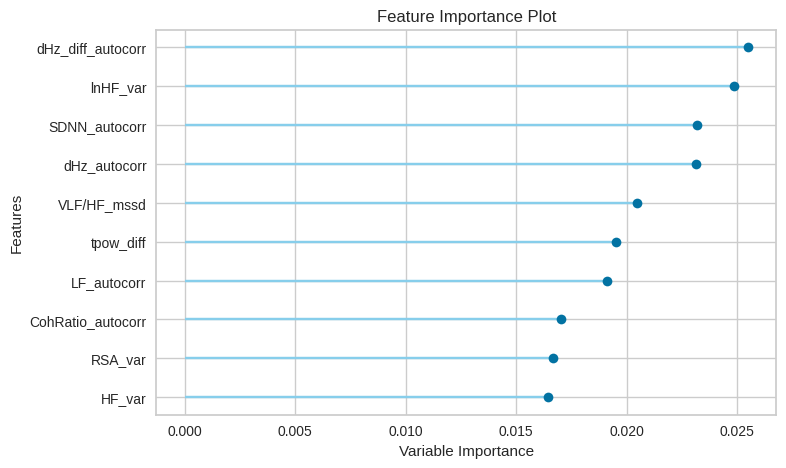 Feature Importance Plot
Features
dHz_diff_autocorr
lnHF_var
SDNN_autocorr
dHz_autocorr
VLF/HF_mssd
tpow_diff
LF_autocorr
CohRatio_autocorr
RSA_var
HF_var
0.000 0.005 0.010 0.015 0.020 0.025
Variable Importance